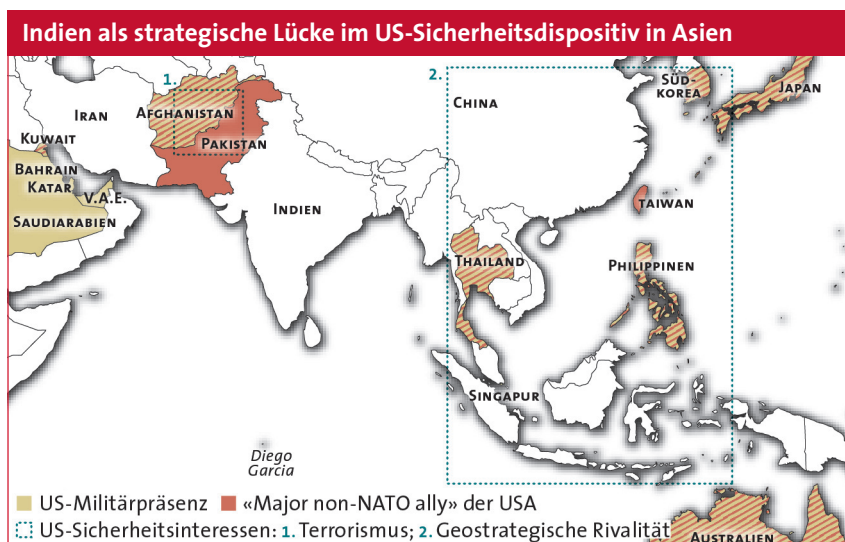 Indien als strategische Lücke im US-Sicherheitsdispositiv in Asien
1.
2.
SÜD-
KOREA
JAPAN
CHINA
IRAN
AFGHANISTAN
KUWAIT
PAKISTAN
BAHRAIN
KATAR
V.A.E.
SAUDIARABIEN
INDIEN
TAIWAN
THAILAND
PHILIPPINEN
SINGAPUR
Diego
Garcia
US-Militärpräsenz «Major non-NATO ally» der USA
US-Sicherheitsinteressen: 1. Terrorismus; 2. Geostrategische Rivalität
AUSTRALIEN